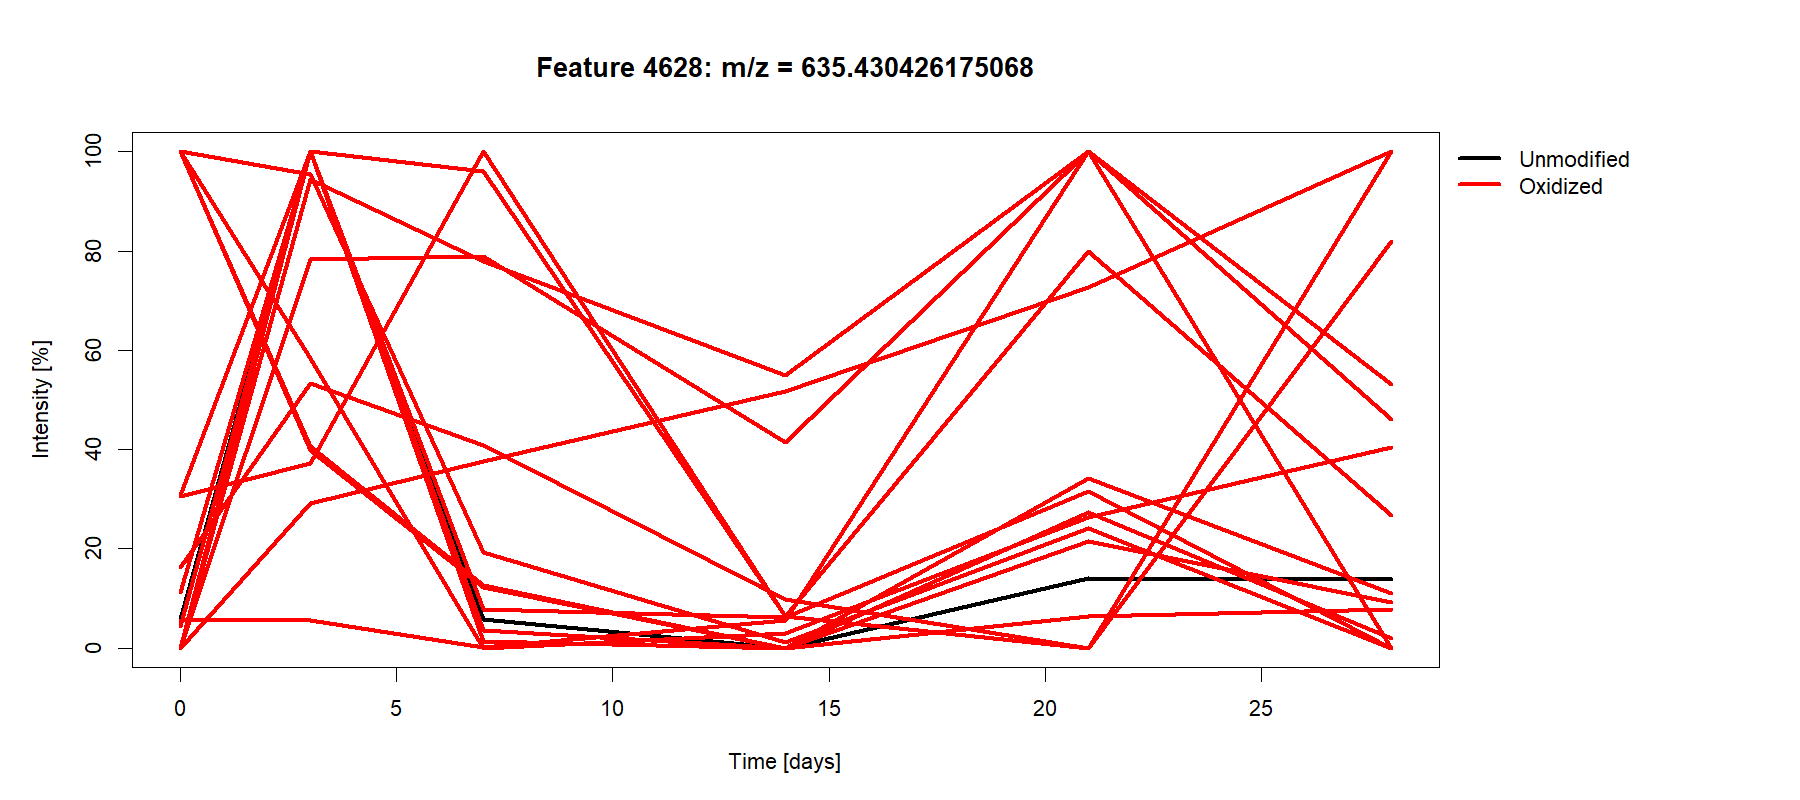 Feature 4628: m/z = 635.430426175068
Unmodified
Oxidized
100
80
60
40
20
0
Intensity [%]
0 5 10 15 20 25
Time [days]